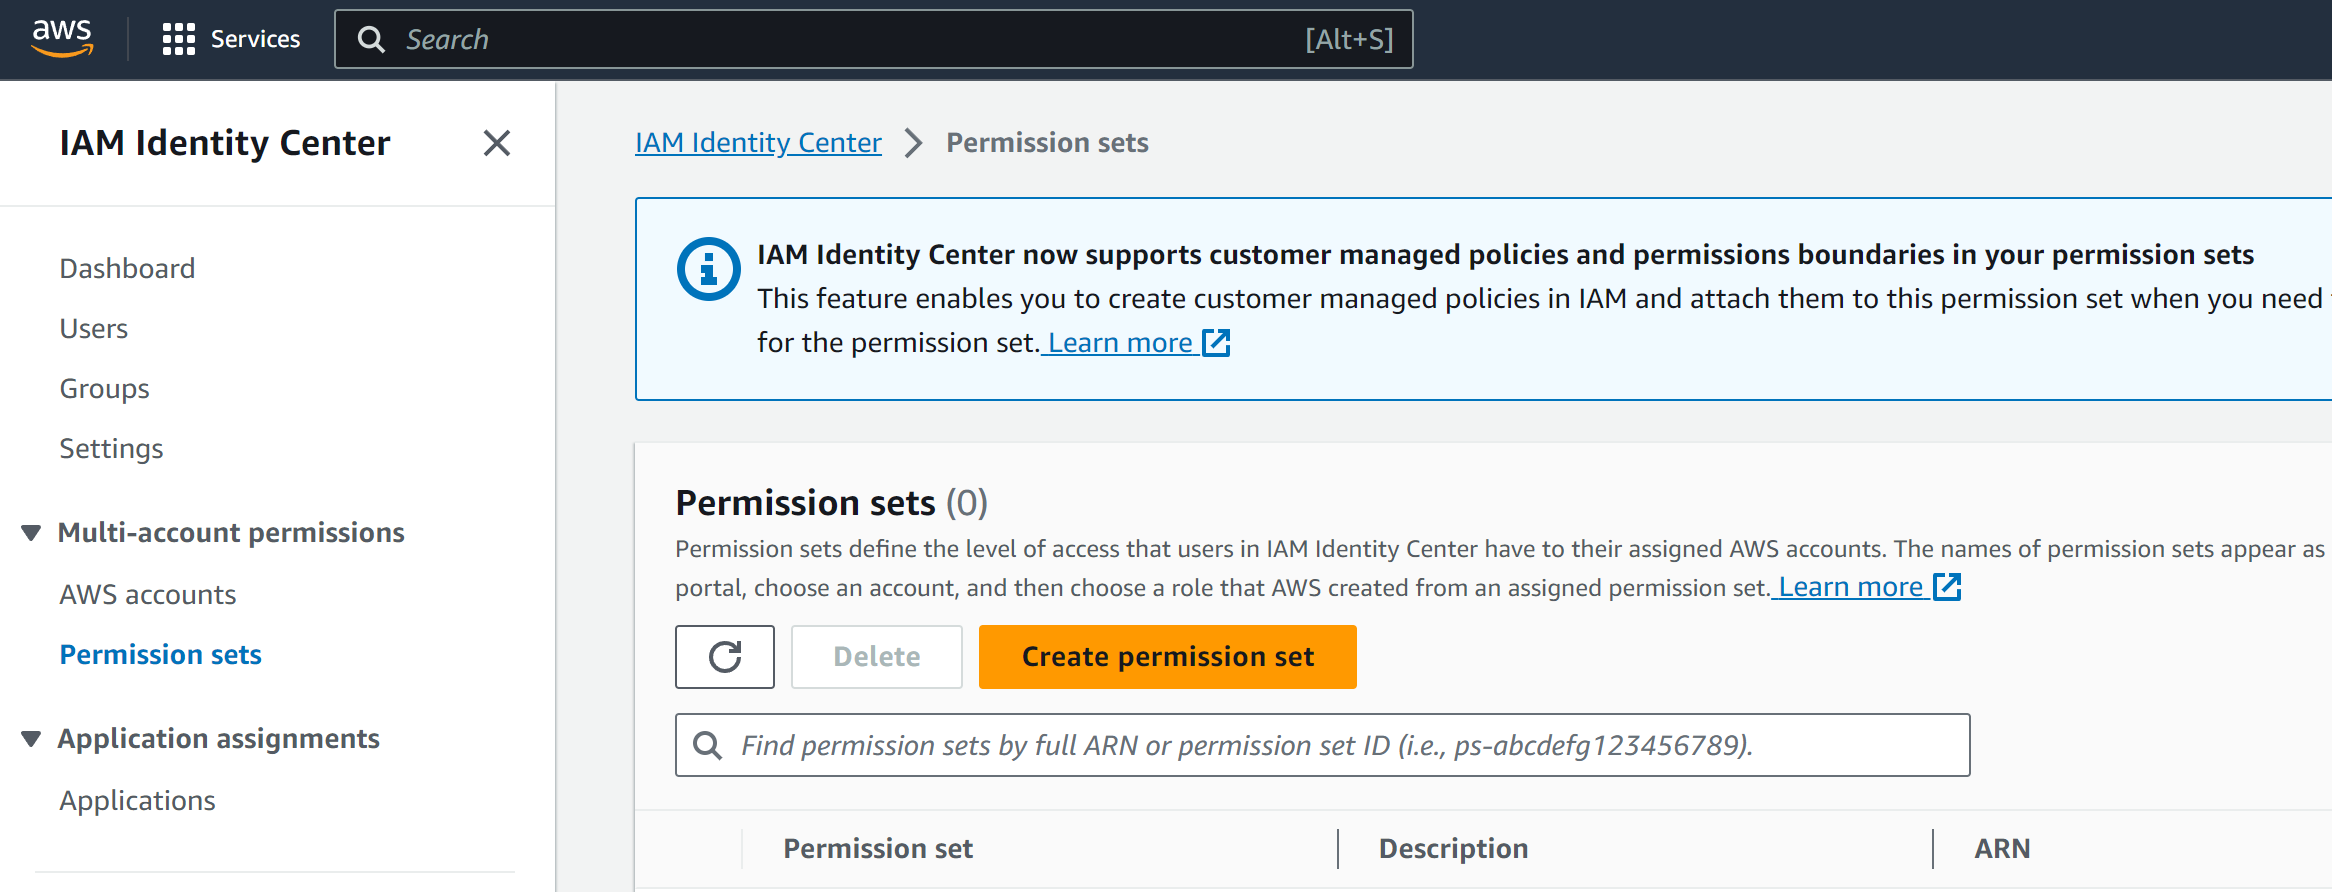 aws
Services
Search [Alt+S]
IAM Identity Center
Dashboard
Users
Groups
Settings
Multi-account permissions
AWS accounts
Permission sets
Application assignments
Applications
IAM Identity Center > Permission sets
IAM Identity Center now supports customer managed policies and permissions boundaries in your permission sets
This feature enables you to create customer managed policies in IAM and attach them to this permission set when you need
for the permission set. Learn more
Permission sets (0)
Permission sets define the level of access that users in IAM Identity Center have to their assigned AWS accounts. The names of permission sets appear as
portal, choose an account, and then choose a role that AWS created from an assigned permission set. Learn more
Delete
Create permission set
Find permission sets by full ARN or permission set ID (i.e., ps-abcdefg123456789).
Permission set Description ARN